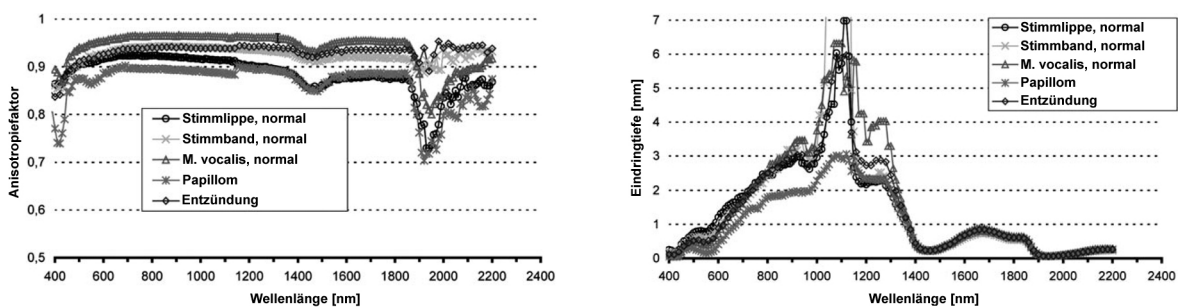 1
0,9
0,8
0,7
0,6
0,5
Anisotropiefaktor
Stimmlippe, normal
Stimmband, normal
M. vocalis, normal
Papillom
Entzündung
400 600 800 1000 1200 1400 1600 1800 2000 2200 2400
Wellenlänge [nm]
7
6
5
4
3
2
1
0
Eindringtiefe [mm]
Stimmlippe, normal
Stimmband, normal
M. vocalis, normal
Papillom
Entzündung
400 600 800 1000 1200 1400 1600 1800 2000 2200 2400
Wellenlänge [nm]